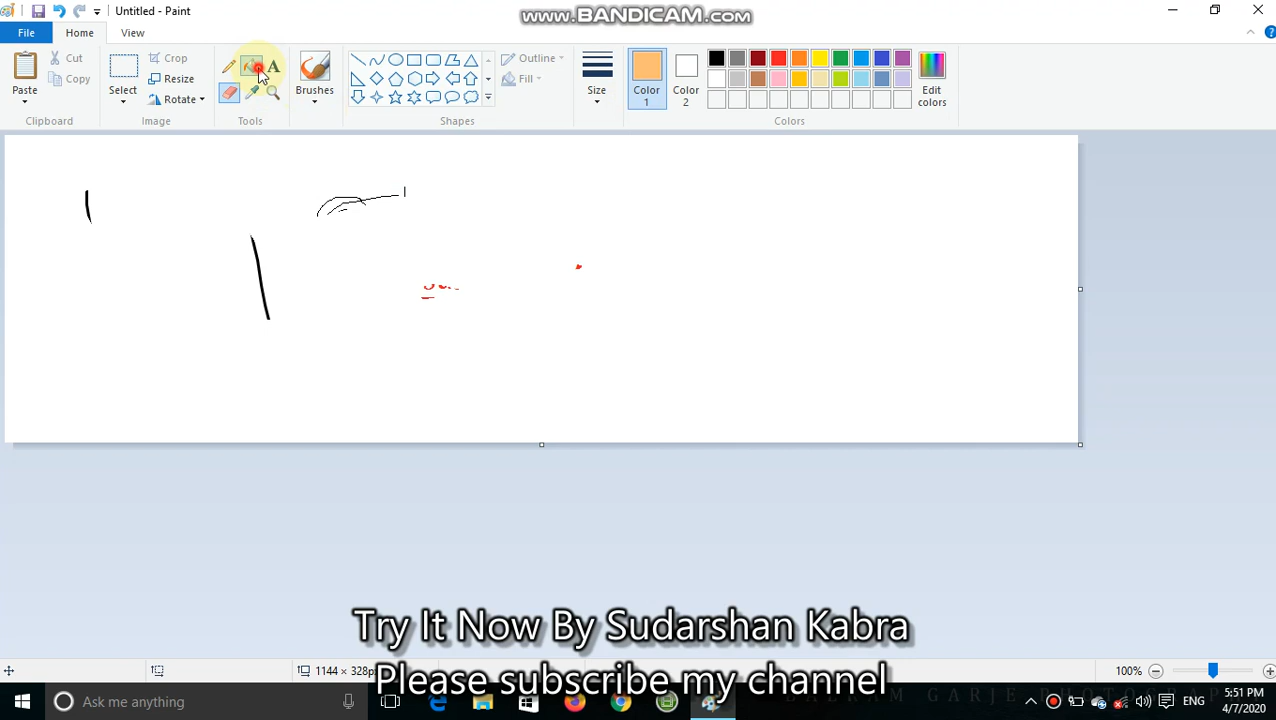 Untitled - Paint
www.BANDICAM.com
File
Home
View
Paste
Cut
Copy
Clipboard
Select
Crop
Resize
Rotate
Image
A
Tools
Brushes
Outline
Fill
Shapes
Size
Color
1
Color
2
Edit
colors
Colors
Try It Now By Sudarshan Kabra
1144 × 328px
100%
Please subscribe my channel
Ask me anything
ENG
5:51 PM
4/7/2020